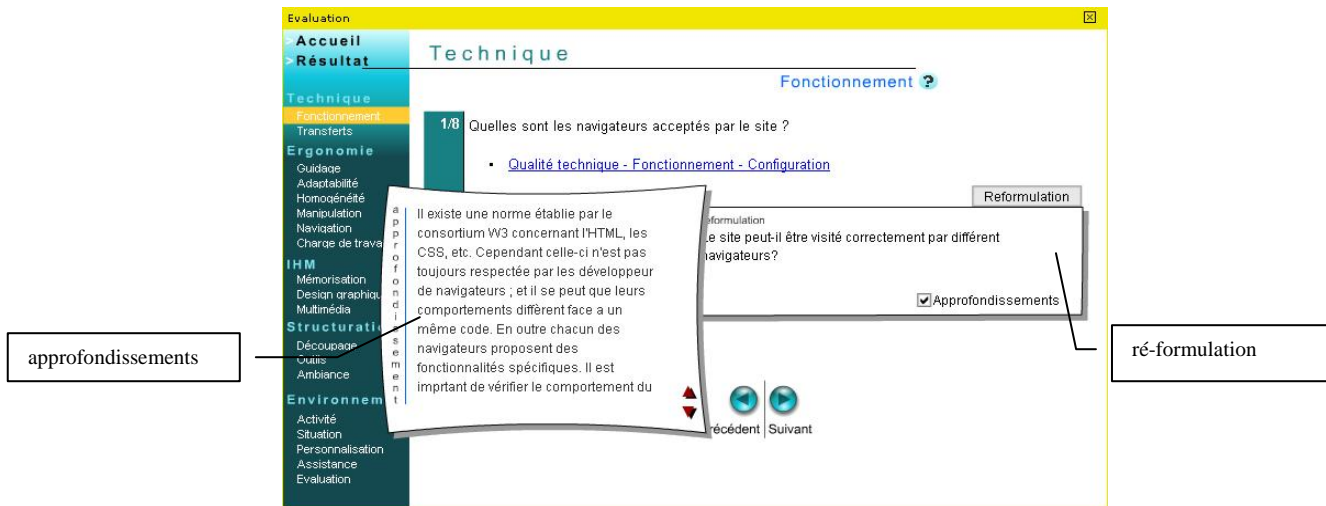 Evaluation
>Accueil
>Résultat
Technique
Fonctionnement
Technique
Fonctionnement
Transferts
Ergonomie
Guidage
Adaptabilité
Homogénéité
Manipulation
Navigation
Charge de trava
IHM
Mémorisation
Design graphiqu
Multimédia
Structurati
Découpage
Outils
Ambiance
Environnem
Activité
Situation
Personnalisation
Assistance
Evaluation
1/8 Quelles sont les navigateurs acceptés par le site ?
• Qualité technique - Fonctionnement - Configuration
Reformulation
eformulation
Le site peut-il être visité correctement par différent
navigateurs?
Approfondissements
approfondissement
Il existe une norme établie par le
consortium W3 concernant l'HTML, les
CSS, etc. Cependant celle-ci n'est pas
toujours respectée par les développeur
de navigateurs ; et il se peut que leurs
comportements diffèrent face a un
même code. En outre chacun des
navigateurs proposent des
fonctionnalités spécifiques. Il est
imprtant de vérifier le comportement du
récédent Suivant
approfondissements
ré-formulation